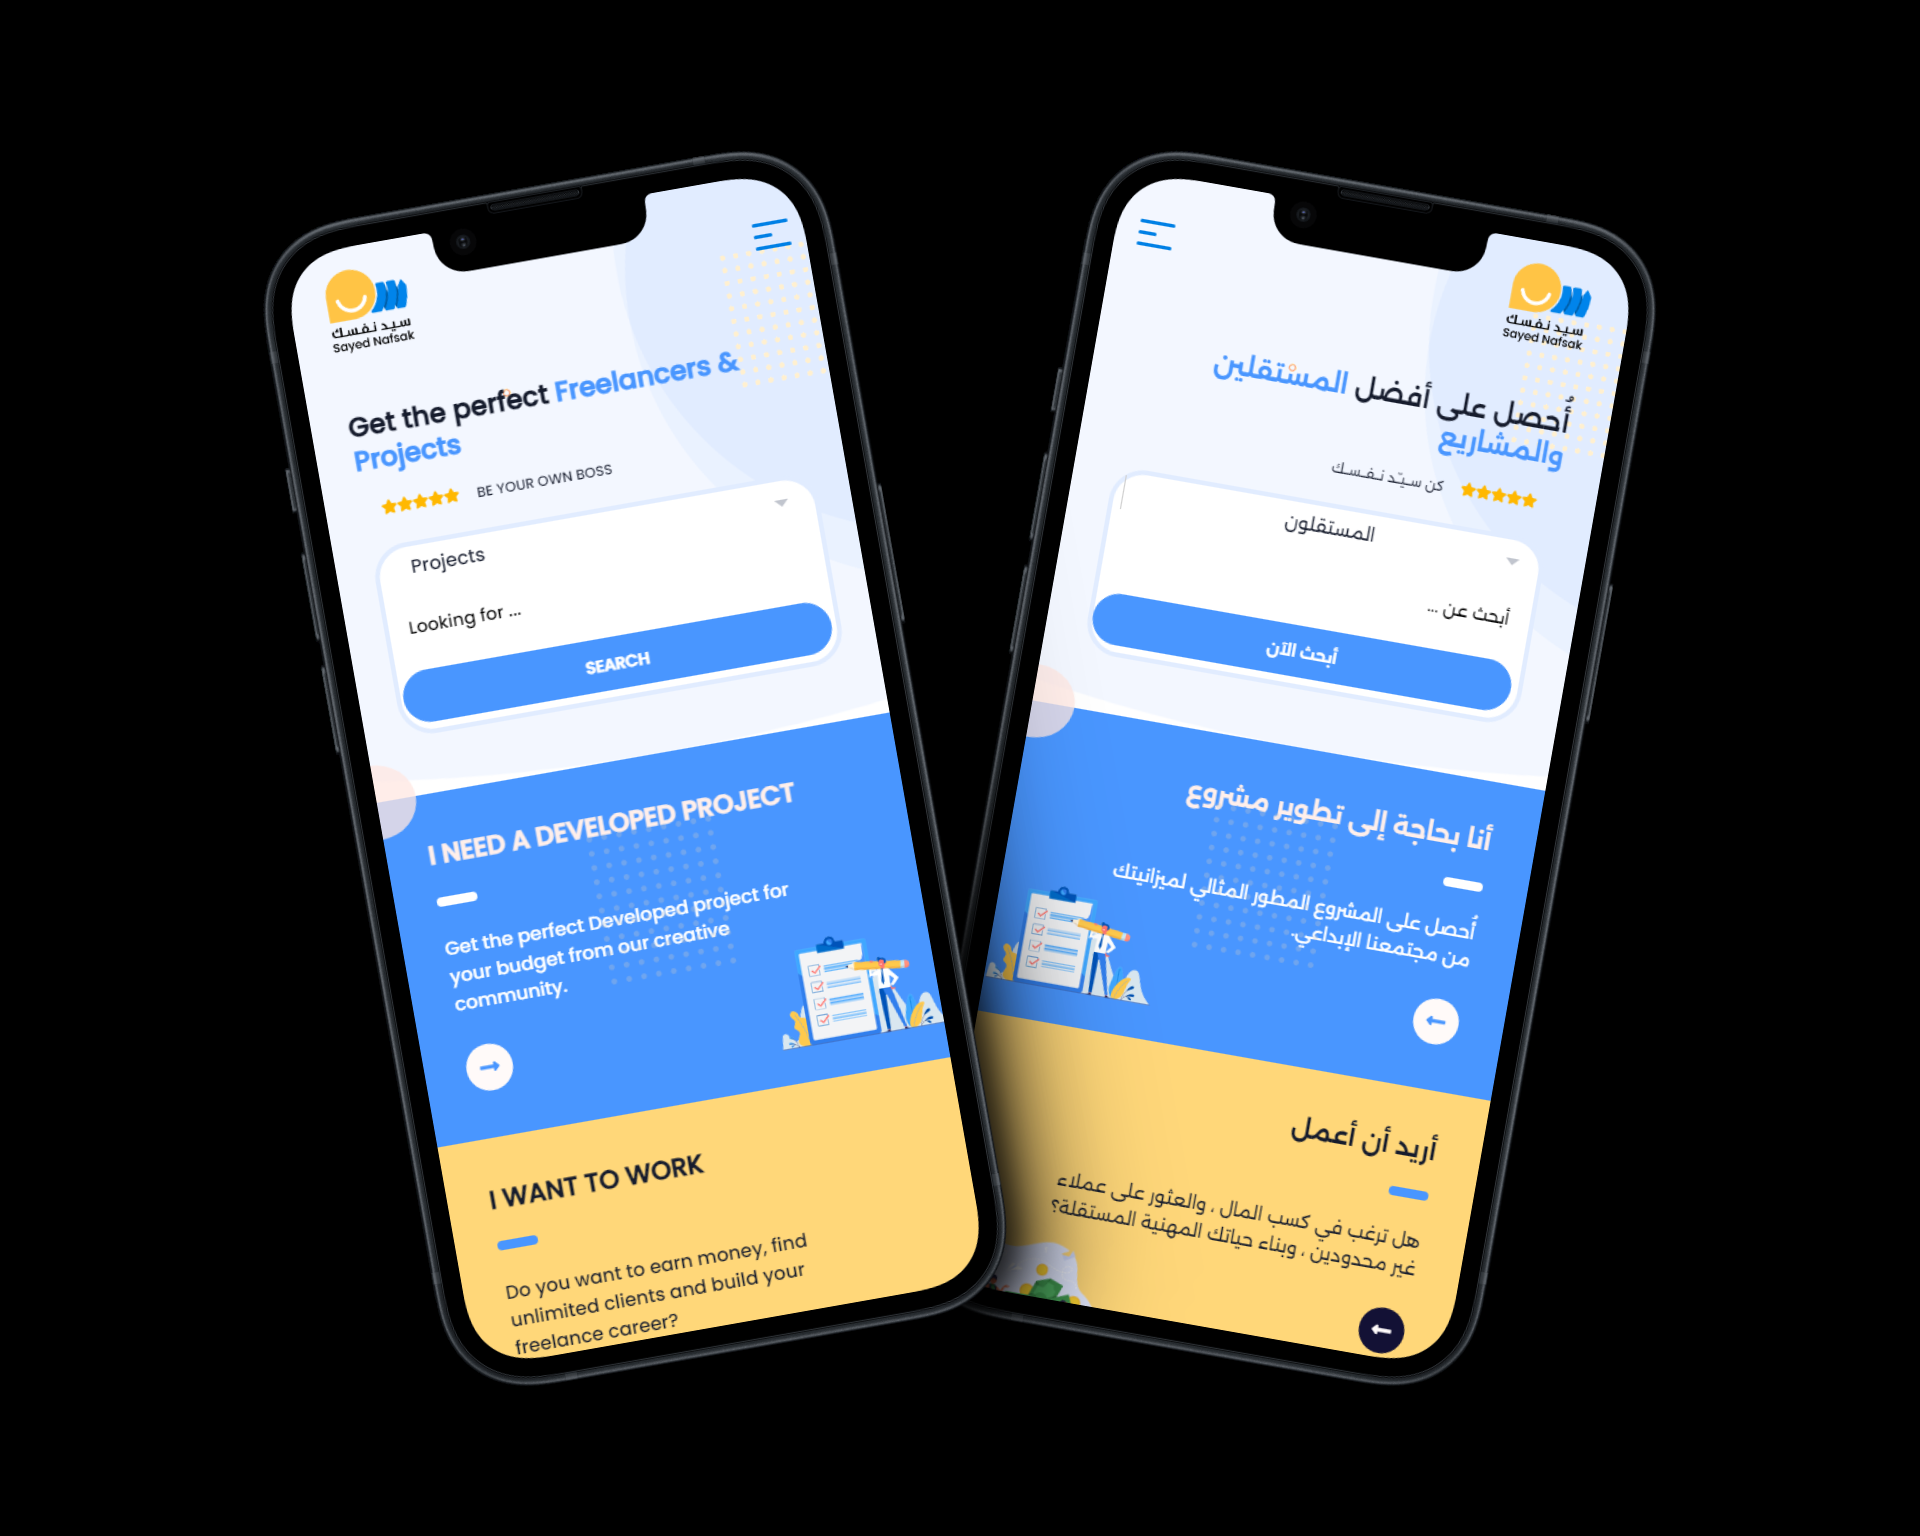 سيد نفسك
Sayed Nafsak
Get the perfect Freelancers &
Projects
BE YOUR OWN BOSS
Projects
Looking for ...
SEARCH
I NEED A DEVELOPED PROJECT
Get the perfect Developed project for
your budget from our creative
community.
I WANT TO WORK
Do you want to earn money, find
unlimited clients and build your
freelance career?
سيد نفسك
Sayed Nafsak
أُحصل على أفضل المستقلين
والمشاريع
كن سيّد نـفـسـك
المستقلون
أبحث عن ...
أبحث الآن
أنا بحاجة إلى تطوير مشروع
أُحصل على المشروع المطور المثالي لميزانيتك
من مجتمعنا الإبداعي.
أريد أن أعمل
هل ترغب في كسب المال ، والعثور على عملاء
غير محدودين ، وبناء حياتك المهنية المستقلة؟